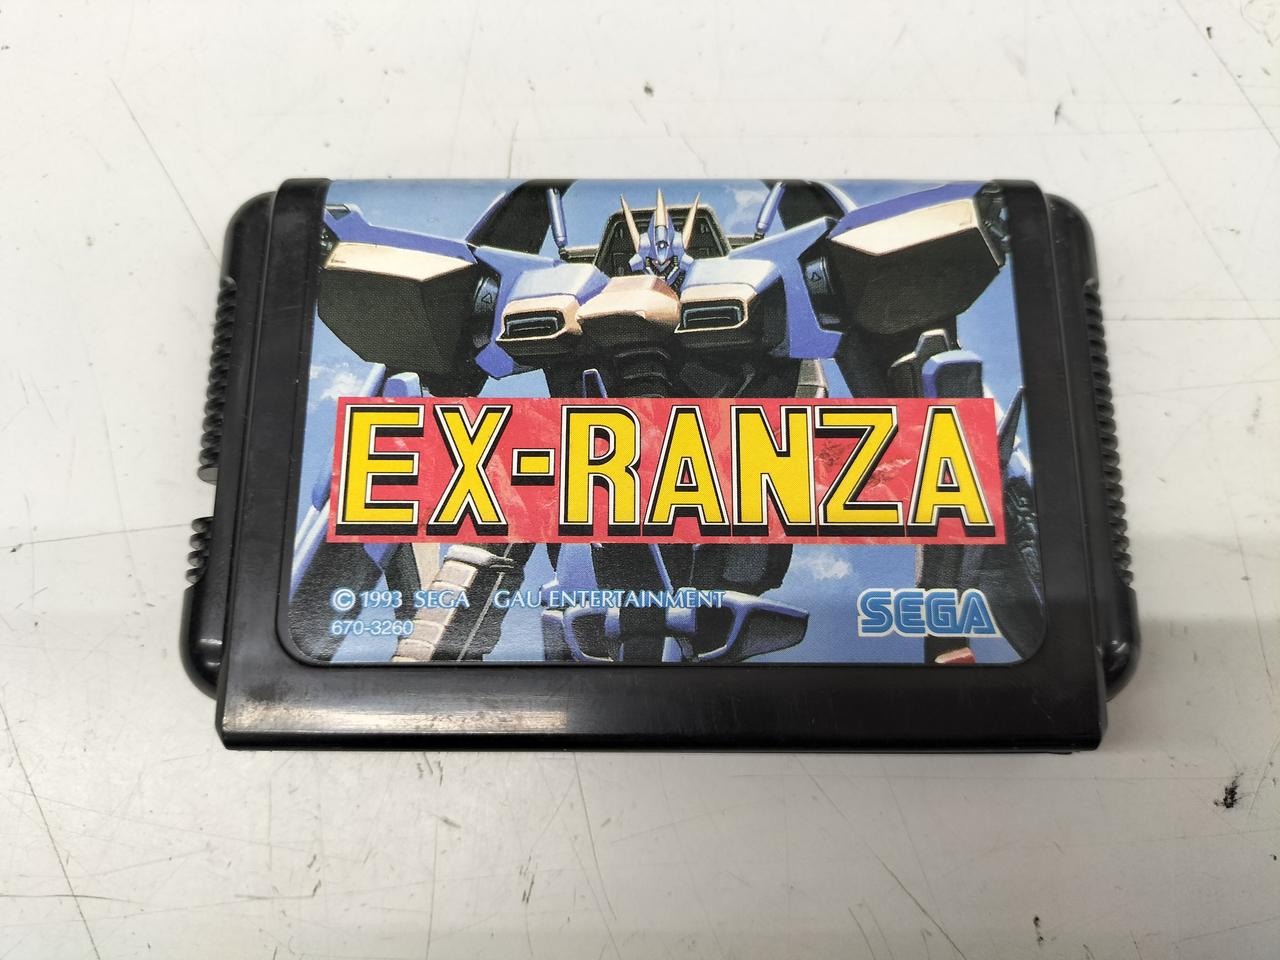 EX-RANZA
© 1993 SEGA GAU ENTERTAINMENT
670-3260
SEGA